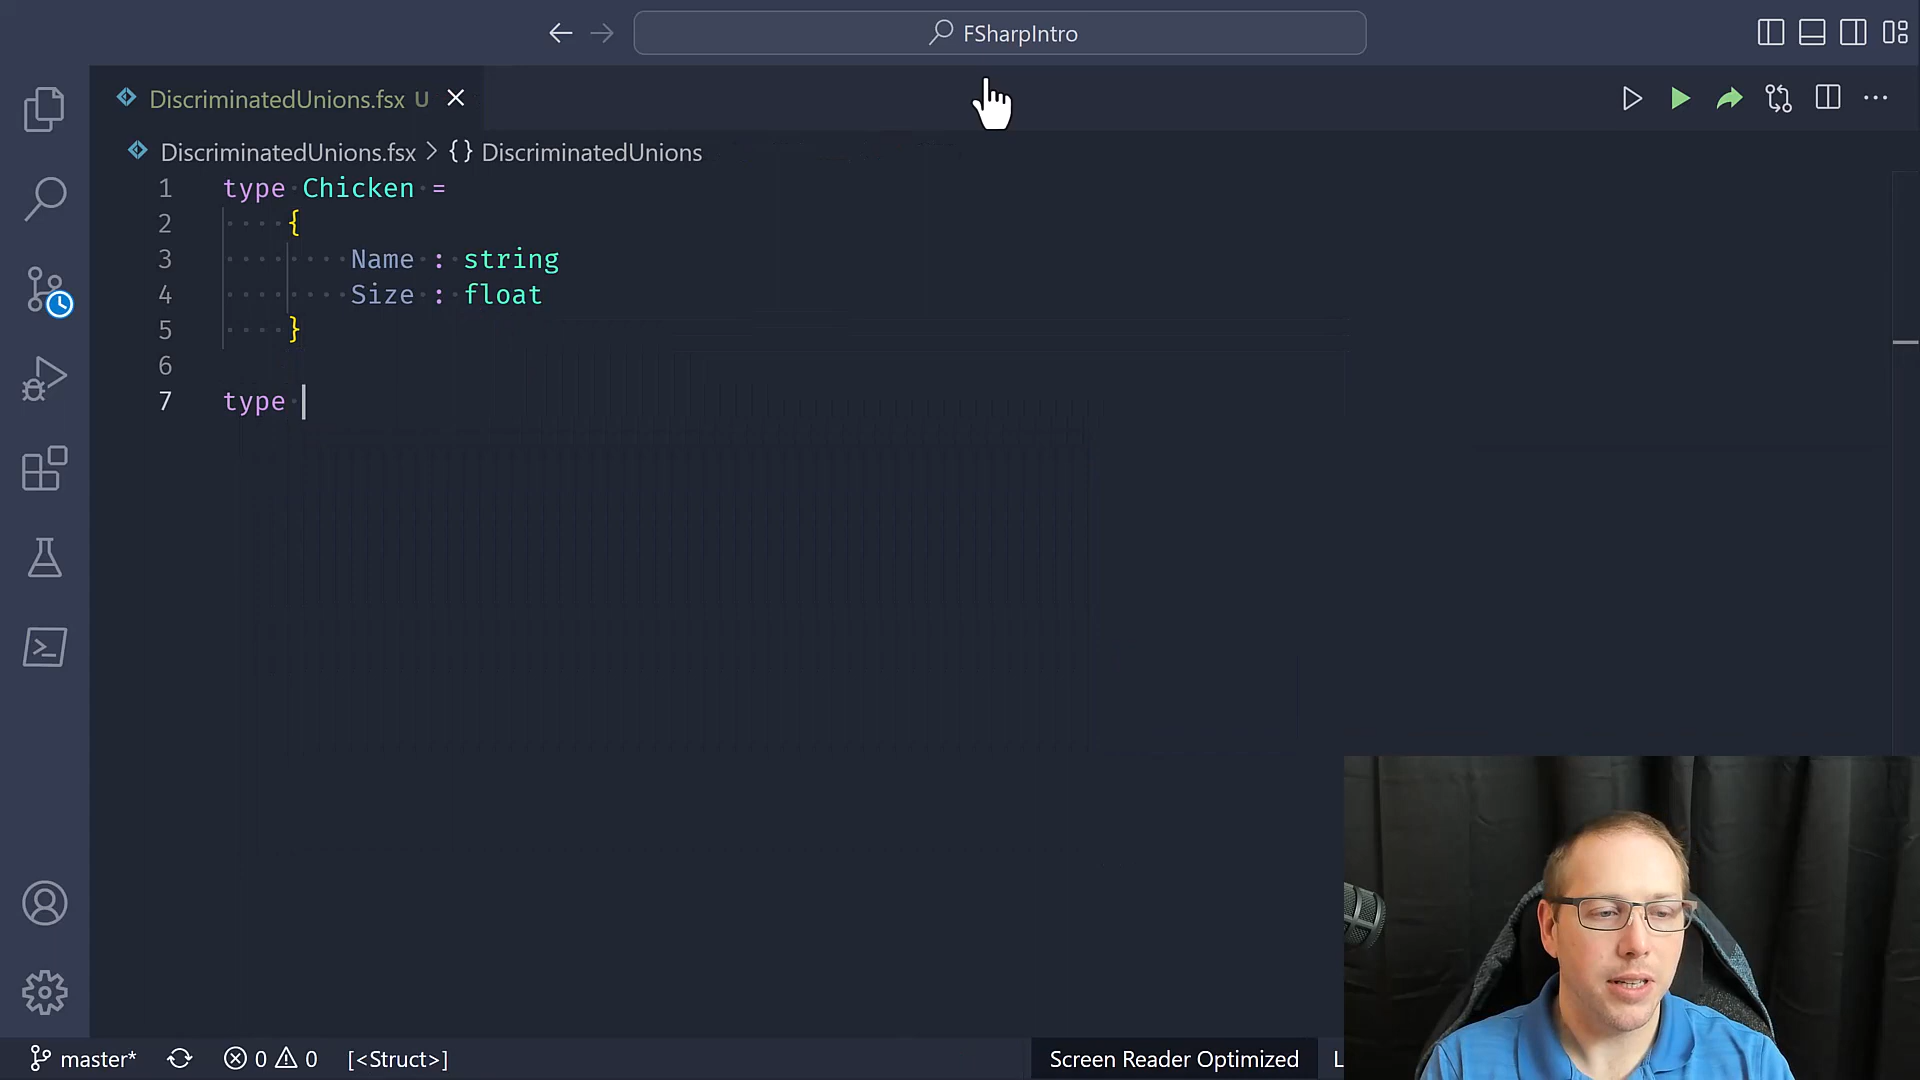 FSharpIntro
DiscriminatedUnions.fsx U
DiscriminatedUnions.fsx > {} DiscriminatedUnions
1 type Chicken =
2 {
3 Name : string
4 Size : float
5 }
6
7 type
master* 0 0 [<Struct>] Screen Reader Optimized L